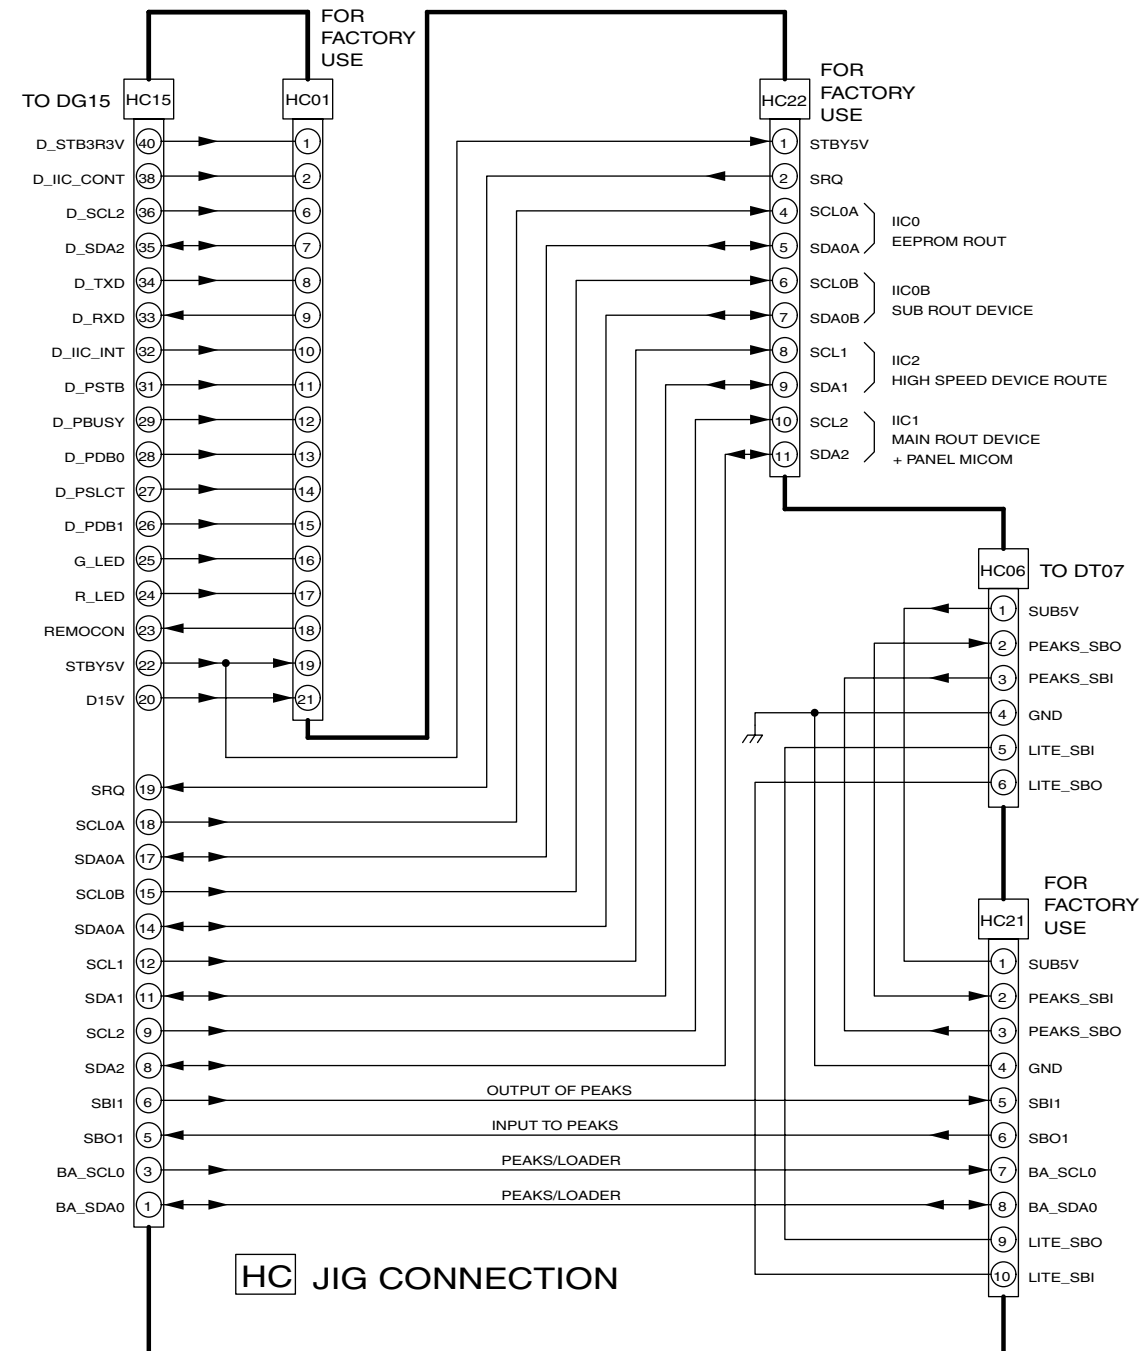 FOR
FACTORY
USE
TO DG15
HC15
HC01
D_STB3R3V 40 1
D_IIC_CONT 38 2
D_SCL2 36 6
D_SDA2 35 7
D_TXD 34 8
D_RXD 33 9
D_IIC_INT 32 10
D_PSTB 31 11
D_PBUSY 29 12
D_PDB0 28 13
D_PSLCT 27 14
D_PDB1 26 15
G_LED 25 16
R_LED 24 17
REMOCON 23 18
STBY5V 22 19
D15V 20 21
SRQ 19
SCL0A 18
SDA0A 17
SCL0B 15
SDA0A 14
SCL1 12
SDA1 11
SCL2 9
SDA2 8
SBI1 6
SBO1 5
BA_SCL0 3
BA_SDA0 1
OUTPUT OF PEAKS
INPUT TO PEAKS
PEAKS/LOADER
PEAKS/LOADER
HC22
FOR
FACTORY
USE
1 STBY5V
2 SRQ
4 SCL0A
5 SDA0A
IIC0
EEPROM ROUT
6 SCL0B
7 SDA0B
IIC0B
SUB ROUT DEVICE
8 SCL1
9 SDA1
IIC2
HIGH SPEED DEVICE ROUTE
10 SCL2
11 SDA2
IIC1
MAIN ROUT DEVICE
+ PANEL MICOM
HC06
TO DT07
1 SUB5V
2 PEAKS_SBO
3 PEAKS_SBI
4 GND
5 LITE_SBI
6 LITE_SBO
HC21
FOR
FACTORY
USE
1 SUB5V
2 PEAKS_SBI
3 PEAKS_SBO
4 GND
5 SBI1
6 SBO1
7 BA_SCL0
8 BA_SDA0
9 LITE_SBO
10 LITE_SBI
HC JIG CONNECTION